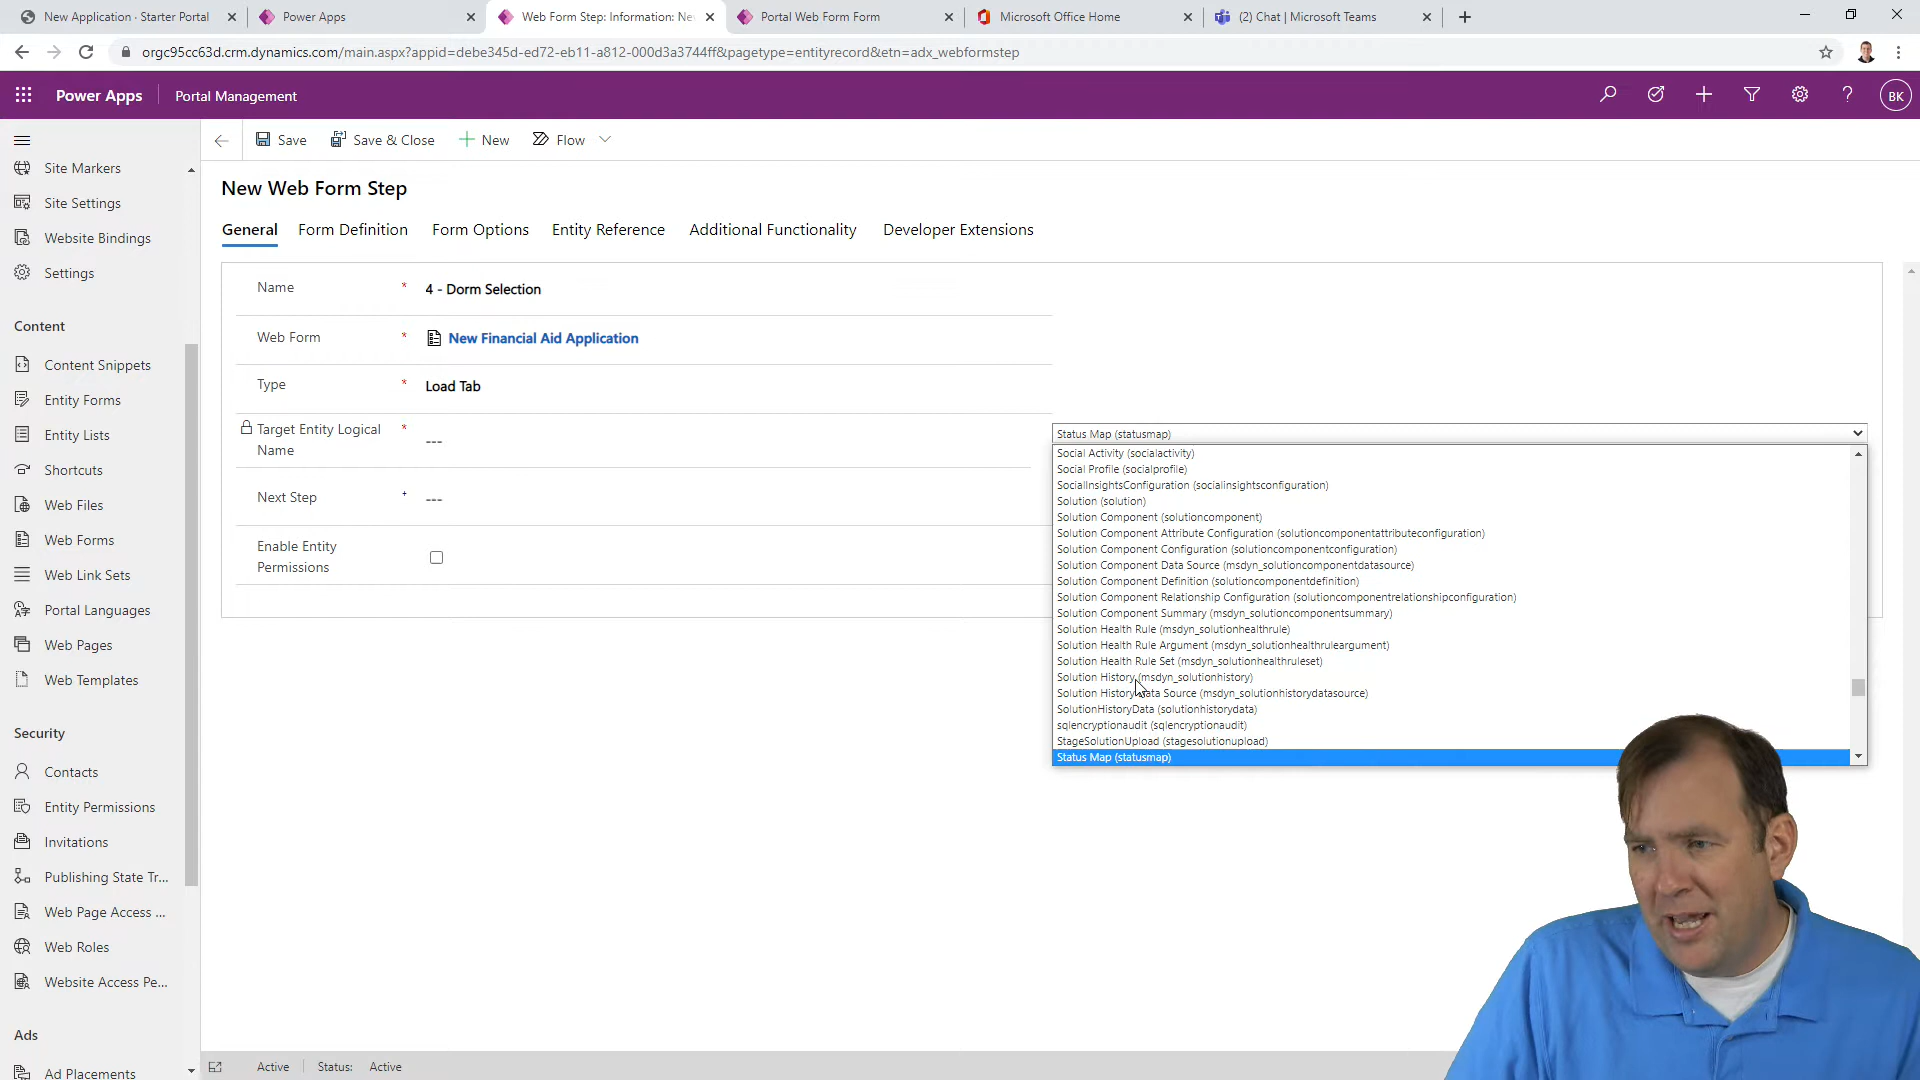 New Application · Starter Portal
Power Apps
Web Form Step: Information: Ne
Portal Web Form Form
Microsoft Office Home
(2) Chat | Microsoft Teams
orgc95cc63d.crm.dynamics.com/main.aspx?appid=debe345d-ed72-eb11-a812-000d3a3744ff&pagetype=entityrecord&etn=adx_webformstep
Power Apps
Portal Management
BK
Save
Save & Close
New
Flow
Site Markers
Site Settings
Website Bindings
Settings
Content
Content Snippets
Entity Forms
Entity Lists
Shortcuts
Web Files
Web Forms
Web Link Sets
Portal Languages
Web Pages
Web Templates
Security
Contacts
Entity Permissions
Invitations
Publishing State Tr...
Web Page Access ...
Web Roles
Website Access Pe...
Ads
Ad Placements
New Web Form Step
General
Form Definition
Form Options
Entity Reference
Additional Functionality
Developer Extensions
Name * 4 - Dorm Selection
Web Form * New Financial Aid Application
Type * Load Tab
Target Entity Logical
Name * ---
Next Step + ---
Enable Entity
Permissions
Status Map (statusmap)
Social Activity (socialactivity)
Social Profile (socialprofile)
SocialInsightsConfiguration (socialinsightsconfiguration)
Solution (solution)
Solution Component (solutioncomponent)
Solution Component Attribute Configuration (solutioncomponentattributeconfiguration)
Solution Component Configuration (solutioncomponentconfiguration)
Solution Component Data Source (msdyn_solutioncomponentdatasource)
Solution Component Definition (solutioncomponentdefinition)
Solution Component Relationship Configuration (solutioncomponentrelationshipconfiguration)
Solution Component Summary (msdyn_solutioncomponentsummary)
Solution Health Rule (msdyn_solutionhealthrule)
Solution Health Rule Argument (msdyn_solutionhealthruleargument)
Solution Health Rule Set (msdyn_solutionhealthruleset)
Solution History (msdyn_solutionhistory)
Solution History Data Source (msdyn_solutionhistorydatasource)
SolutionHistoryData (solutionhistorydata)
sqlencryptionaudit (sqlencryptionaudit)
StageSolutionUpload (stagesolutionupload)
Status Map (statusmap)
Active
Status:
Active